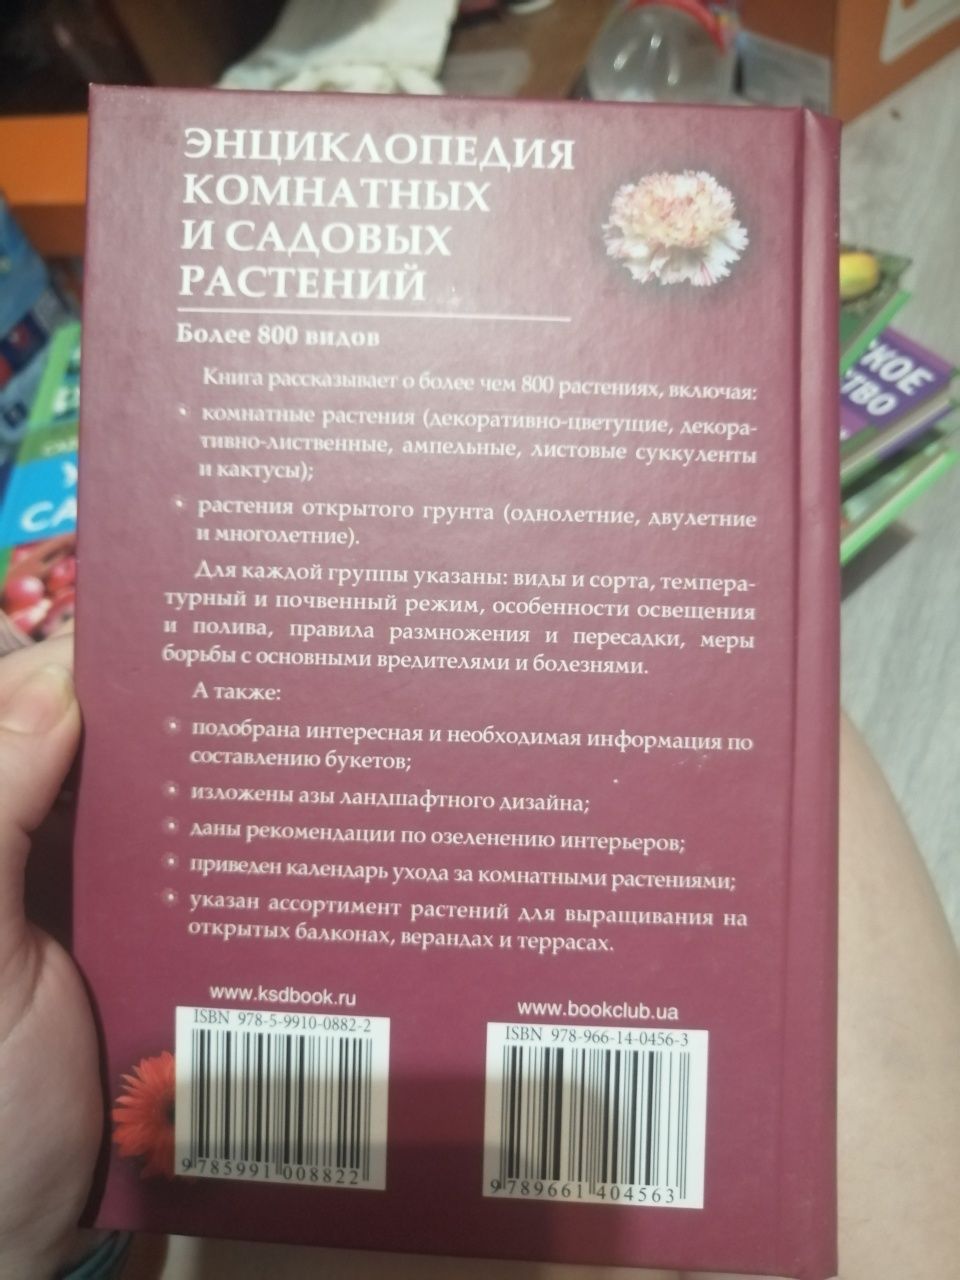 ЭНЦИКЛОПЕДИЯ
КОМНАТНЫХ
И САДОВЫХ
РАСТЕНИЙ
Более 800 видов
Книга рассказывает о более чем 800 растениях, включая:
комнатные растения (декоративно-цветущие, декора-
тивно-лиственные, ампельные, листовые суккуленты
и кактусы);
растения открытого грунта (однолетние, двулетние
и многолетние).
Для каждой группы указаны: виды и сорта, темпера-
турный и почвенный режим, особенности освещения
и полива, правила размножения и пересадки, меры
борьбы с основными вредителями и болезнями.
А также:
подобрана интересная и необходимая информация по
составлению букетов;
изложены азы ландшафтного дизайна;
даны рекомендации по озеленению интерьеров;
приведен календарь ухода за комнатными растениями;
указан ассортимент растений для выращивания на
открытых балконах, верандах и террасах.
www.ksdbook.ru
ISBN 978-5-9910-0882-2
9 785991 008822
www.bookclub.ua
ISBN 978-966-14-0456-3
9 789661 404563